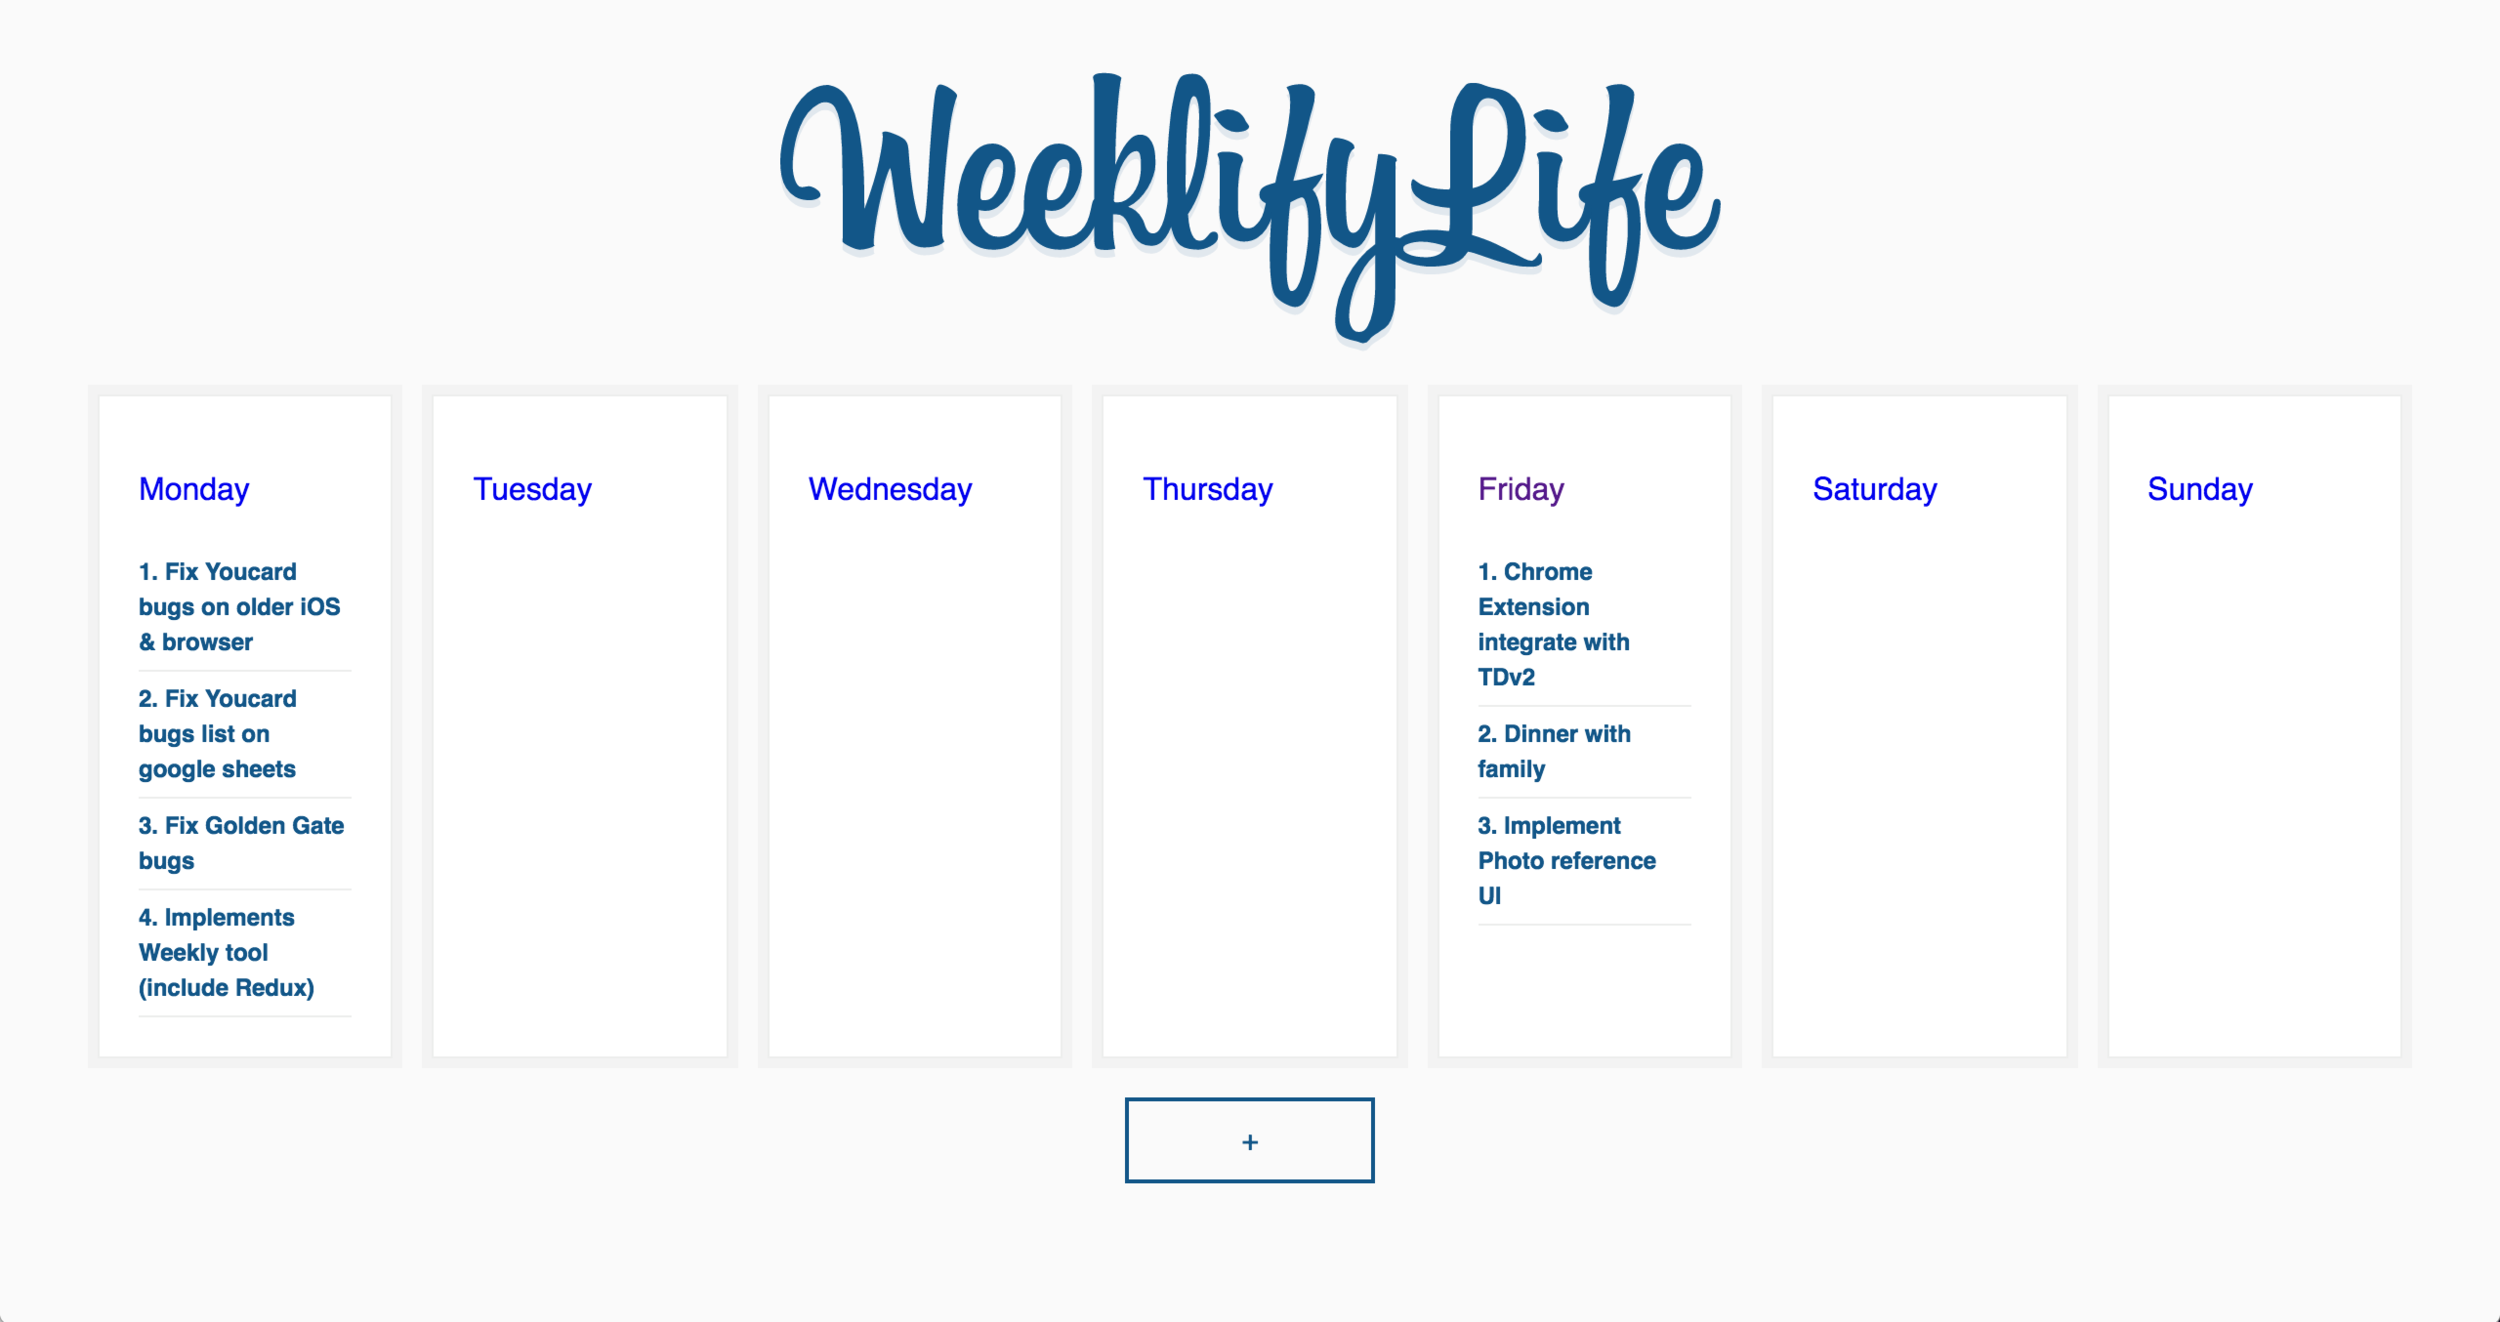 WeeklifyLife
Monday
1. Fix Youcard
bugs on older iOS
& browser
2. Fix Youcard
bugs list on
google sheets
3. Fix Golden Gate
bugs
4. Implements
Weekly tool
(include Redux)
Tuesday
Wednesday
Thursday
Friday
1. Chrome
Extension
integrate with
TDv2
2. Dinner with
family
3. Implement
Photo reference
UI
Saturday
Sunday
+